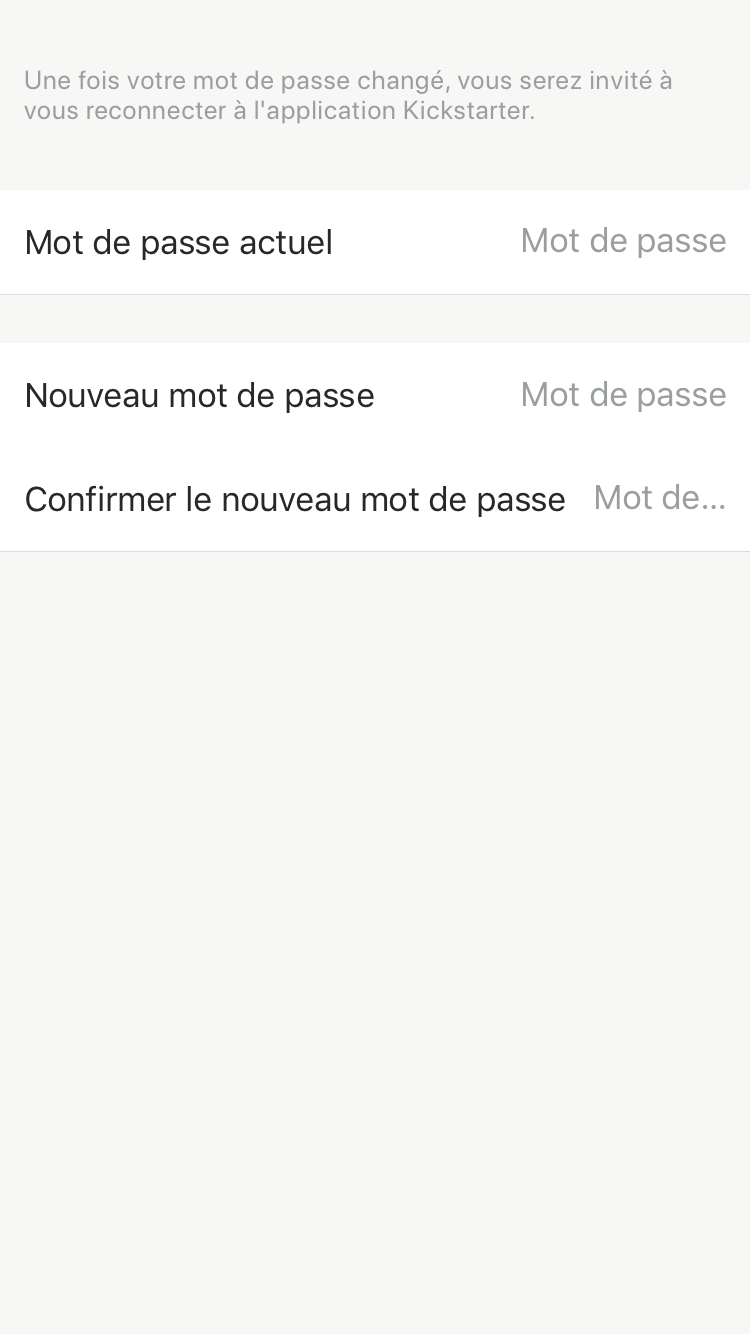 Une fois votre mot de passe changé, vous serez invité à
vous reconnecter à l'application Kickstarter.
Mot de passe actuel Mot de passe
Nouveau mot de passe Mot de passe
Confirmer le nouveau mot de passe Mot de...